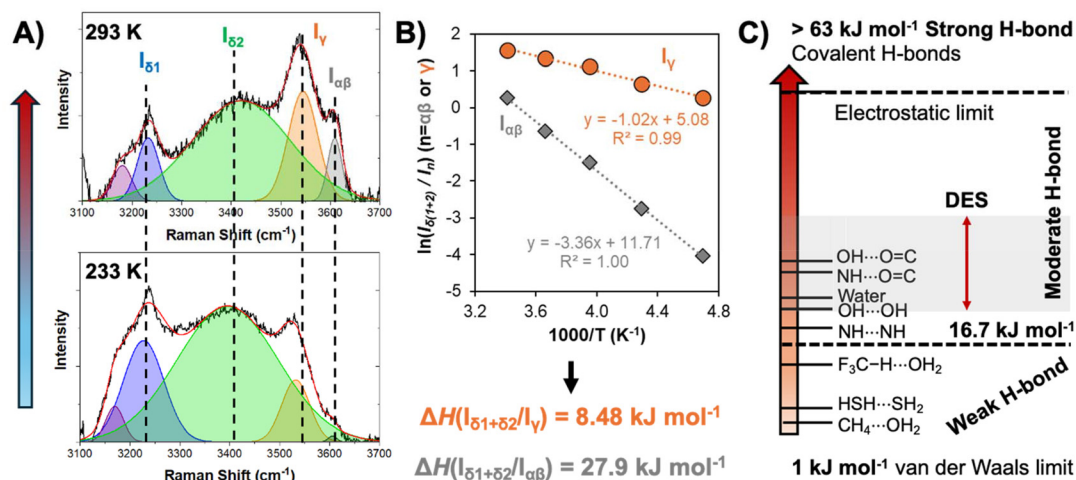 A)
293 K
Iδ1
Iδ2
Iγ
Iαβ
Intensity
3100 3200 3300 3400 3500 3600 3700
Raman Shift (cm-1)
233 K
Intensity
3100 3200 3300 3400 3500 3600 3700
Raman Shift (cm-1)
B)
ln(Iδ(1+2) / In) (n=αβ or γ)
2
1
0
-1
-2
-3
-4
-5
Iγ
y = -1.02x + 5.08
R² = 0.99
Iαβ
y = -3.36x + 11.71
R² = 1.00
3.2 3.6 4.0 4.4 4.8
1000/T (K-1)
ΔH(Iδ1+δ2/Iγ) = 8.48 kJ mol-1
ΔH(Iδ1+δ2/Iαβ) = 27.9 kJ mol-1
C)
> 63 kJ mol-1 Strong H-bond
Covalent H-bonds
Electrostatic limit
Moderate H-bond
DES
OH···O=C
NH···O=C
Water
OH···OH
NH···NH
16.7 kJ mol-1
F3C–H···OH2
HSH···SH2
CH4···OH2
Weak H-bond
1 kJ mol-1 van der Waals limit